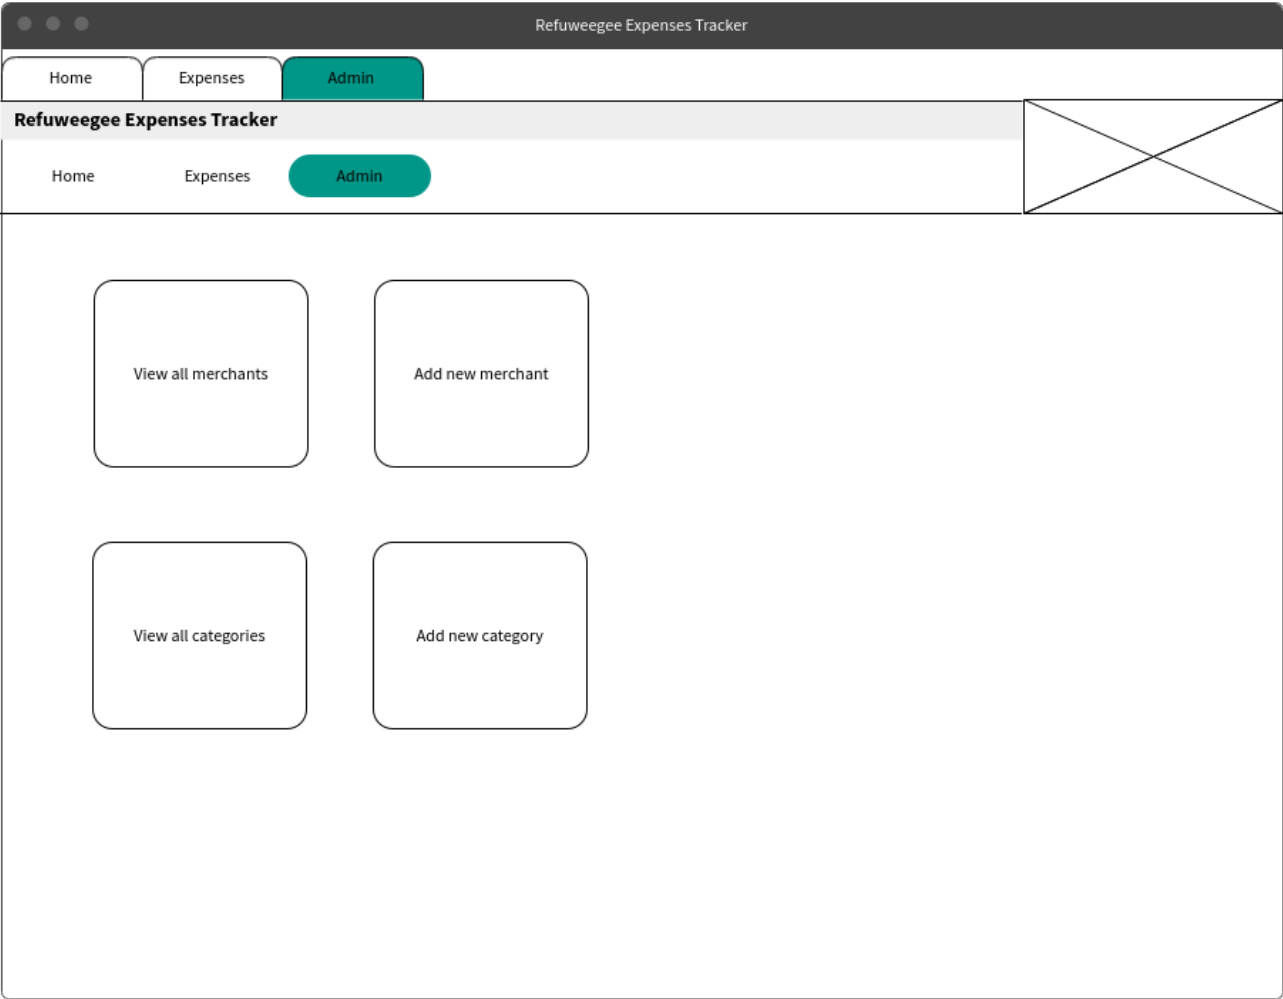 Refuweegee Expenses Tracker
Home Expenses Admin
Refuweegee Expenses Tracker
Home Expenses Admin
View all merchants Add new merchant
View all categories Add new category